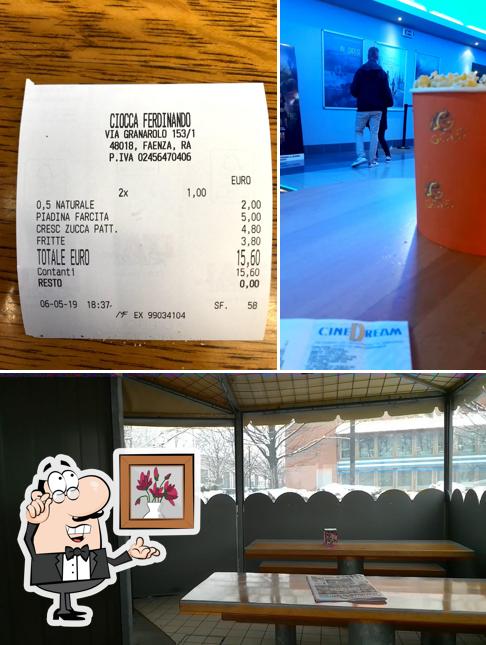 CIOCCA FERDINANDO
VIA GRANAROLO 153/1
48018, FAENZA, RA
P.IVA 02456470406
EURO
2x 1,00
0,5 NATURALE 2,00
PIADINA FARCITA 5,00
CRESC ZUCCA PATT. 4,80
FRITTE 3,80
TOTALE EURO 15,60
Contanti 15,60
RESTO 0,00
06-05-19 18:37 SF. 58
MF EX 99034104
CINEDREAM